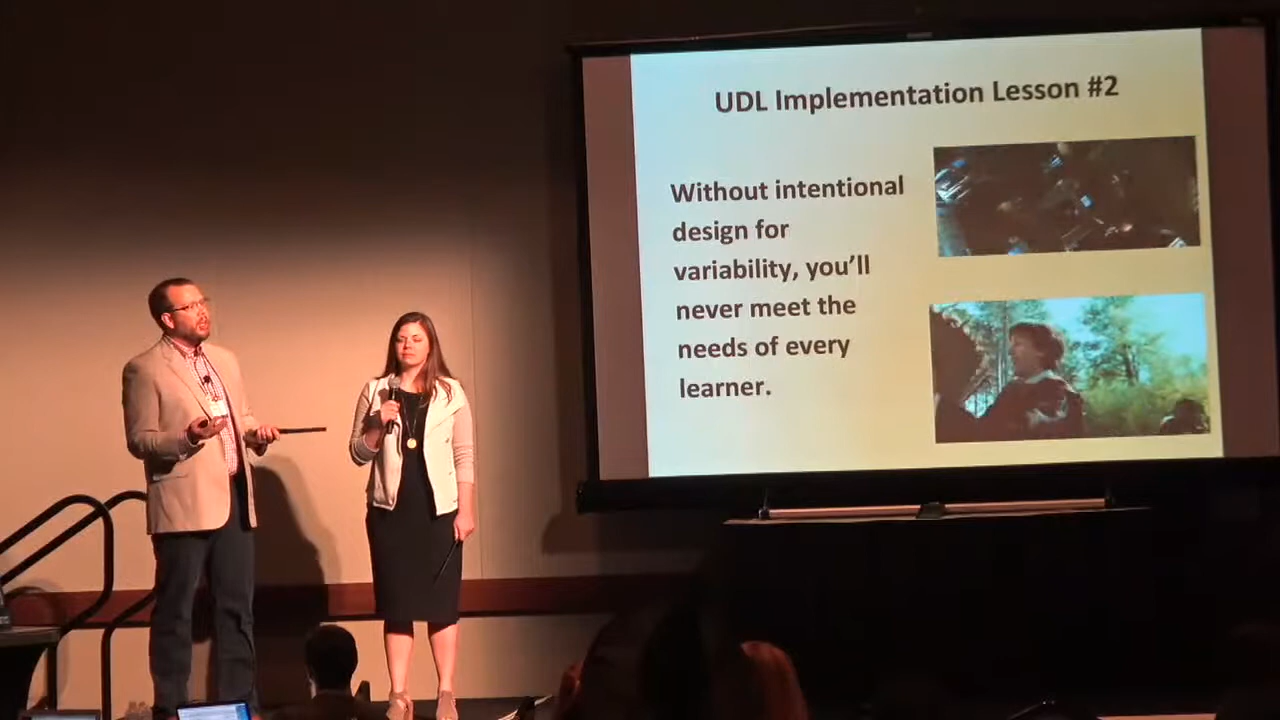 UDL Implementation Lesson #2
Without intentional
design for
variability, you’ll
never meet the
needs of every
learner.